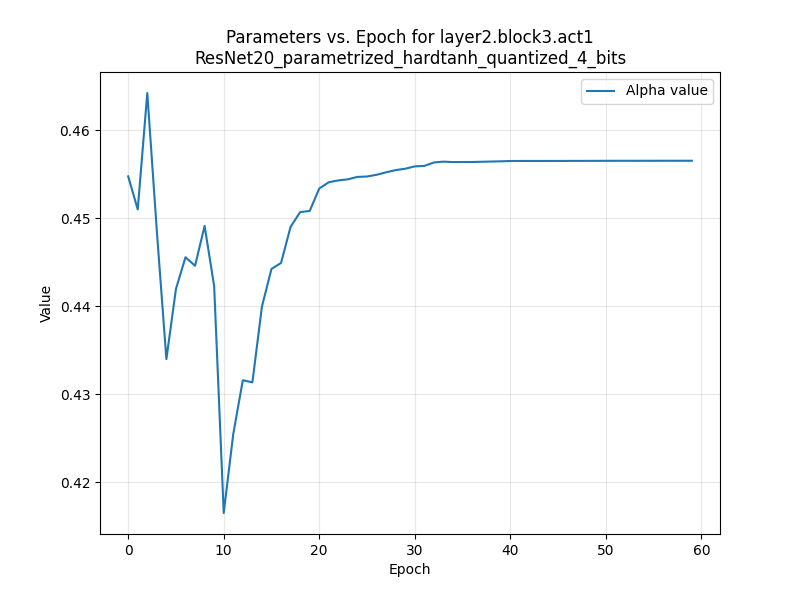 Parameters vs. Epoch for layer2.block3.act1
ResNet20_parametrized_hardtanh_quantized_4_bits
Alpha value
0.46
0.45
0.44
0.43
0.42
Value
0 10 20 30 40 50 60
Epoch